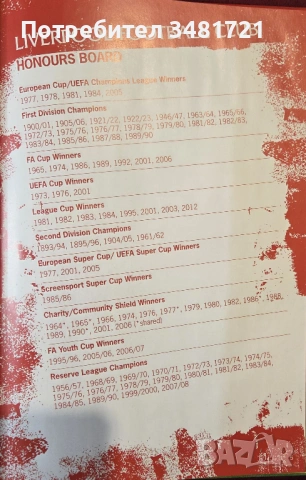 3484881721
HONOURS BOARD
European Cup/UEFA Champions League Winners
1977, 1978, 1981, 1984, 2005
First Division Champions
1900/01, 1905/06, 1921/22, 1922/23, 1946/47, 1963/64, 1965/66,
1972/73, 1975/76, 1976/77, 1978/79, 1979/80, 1981/82, 1982/83,
1983/84, 1985/86, 1987/88, 1989/90
FA Cup Winners
1965, 1974, 1986, 1989, 1992, 2001, 2006
UEFA Cup Winners
1973, 1976, 2001
League Cup Winners
1981, 1982, 1983, 1984, 1995, 2001, 2003, 2012
Second Division Champions
1893/94, 1895/96, 1904/05, 1961/62
European Super Cup/ UEFA Super Cup Winners
1977, 2001, 2005
Screensport Super Cup Winners
1985/86
Charity/Community Shield Winners
1964*, 1965*, 1966, 1974, 1976, 1977*, 1979, 1980, 1982, 1986*, 1988,
1989, 1990*, 2001, 2006 (*shared)
FA Youth Cup Winners
1995/96, 2005/06, 2006/07
Reserve League Champions
1956/57, 1968/69, 1969/70, 1970/71, 1972/73, 1973/74, 1974/75,
1975/76, 1976/77, 1978/79, 1979/80, 1980/81, 1981/82, 1983/84,
1984/85, 1989/90, 1999/2000, 2007/08
BAZAR